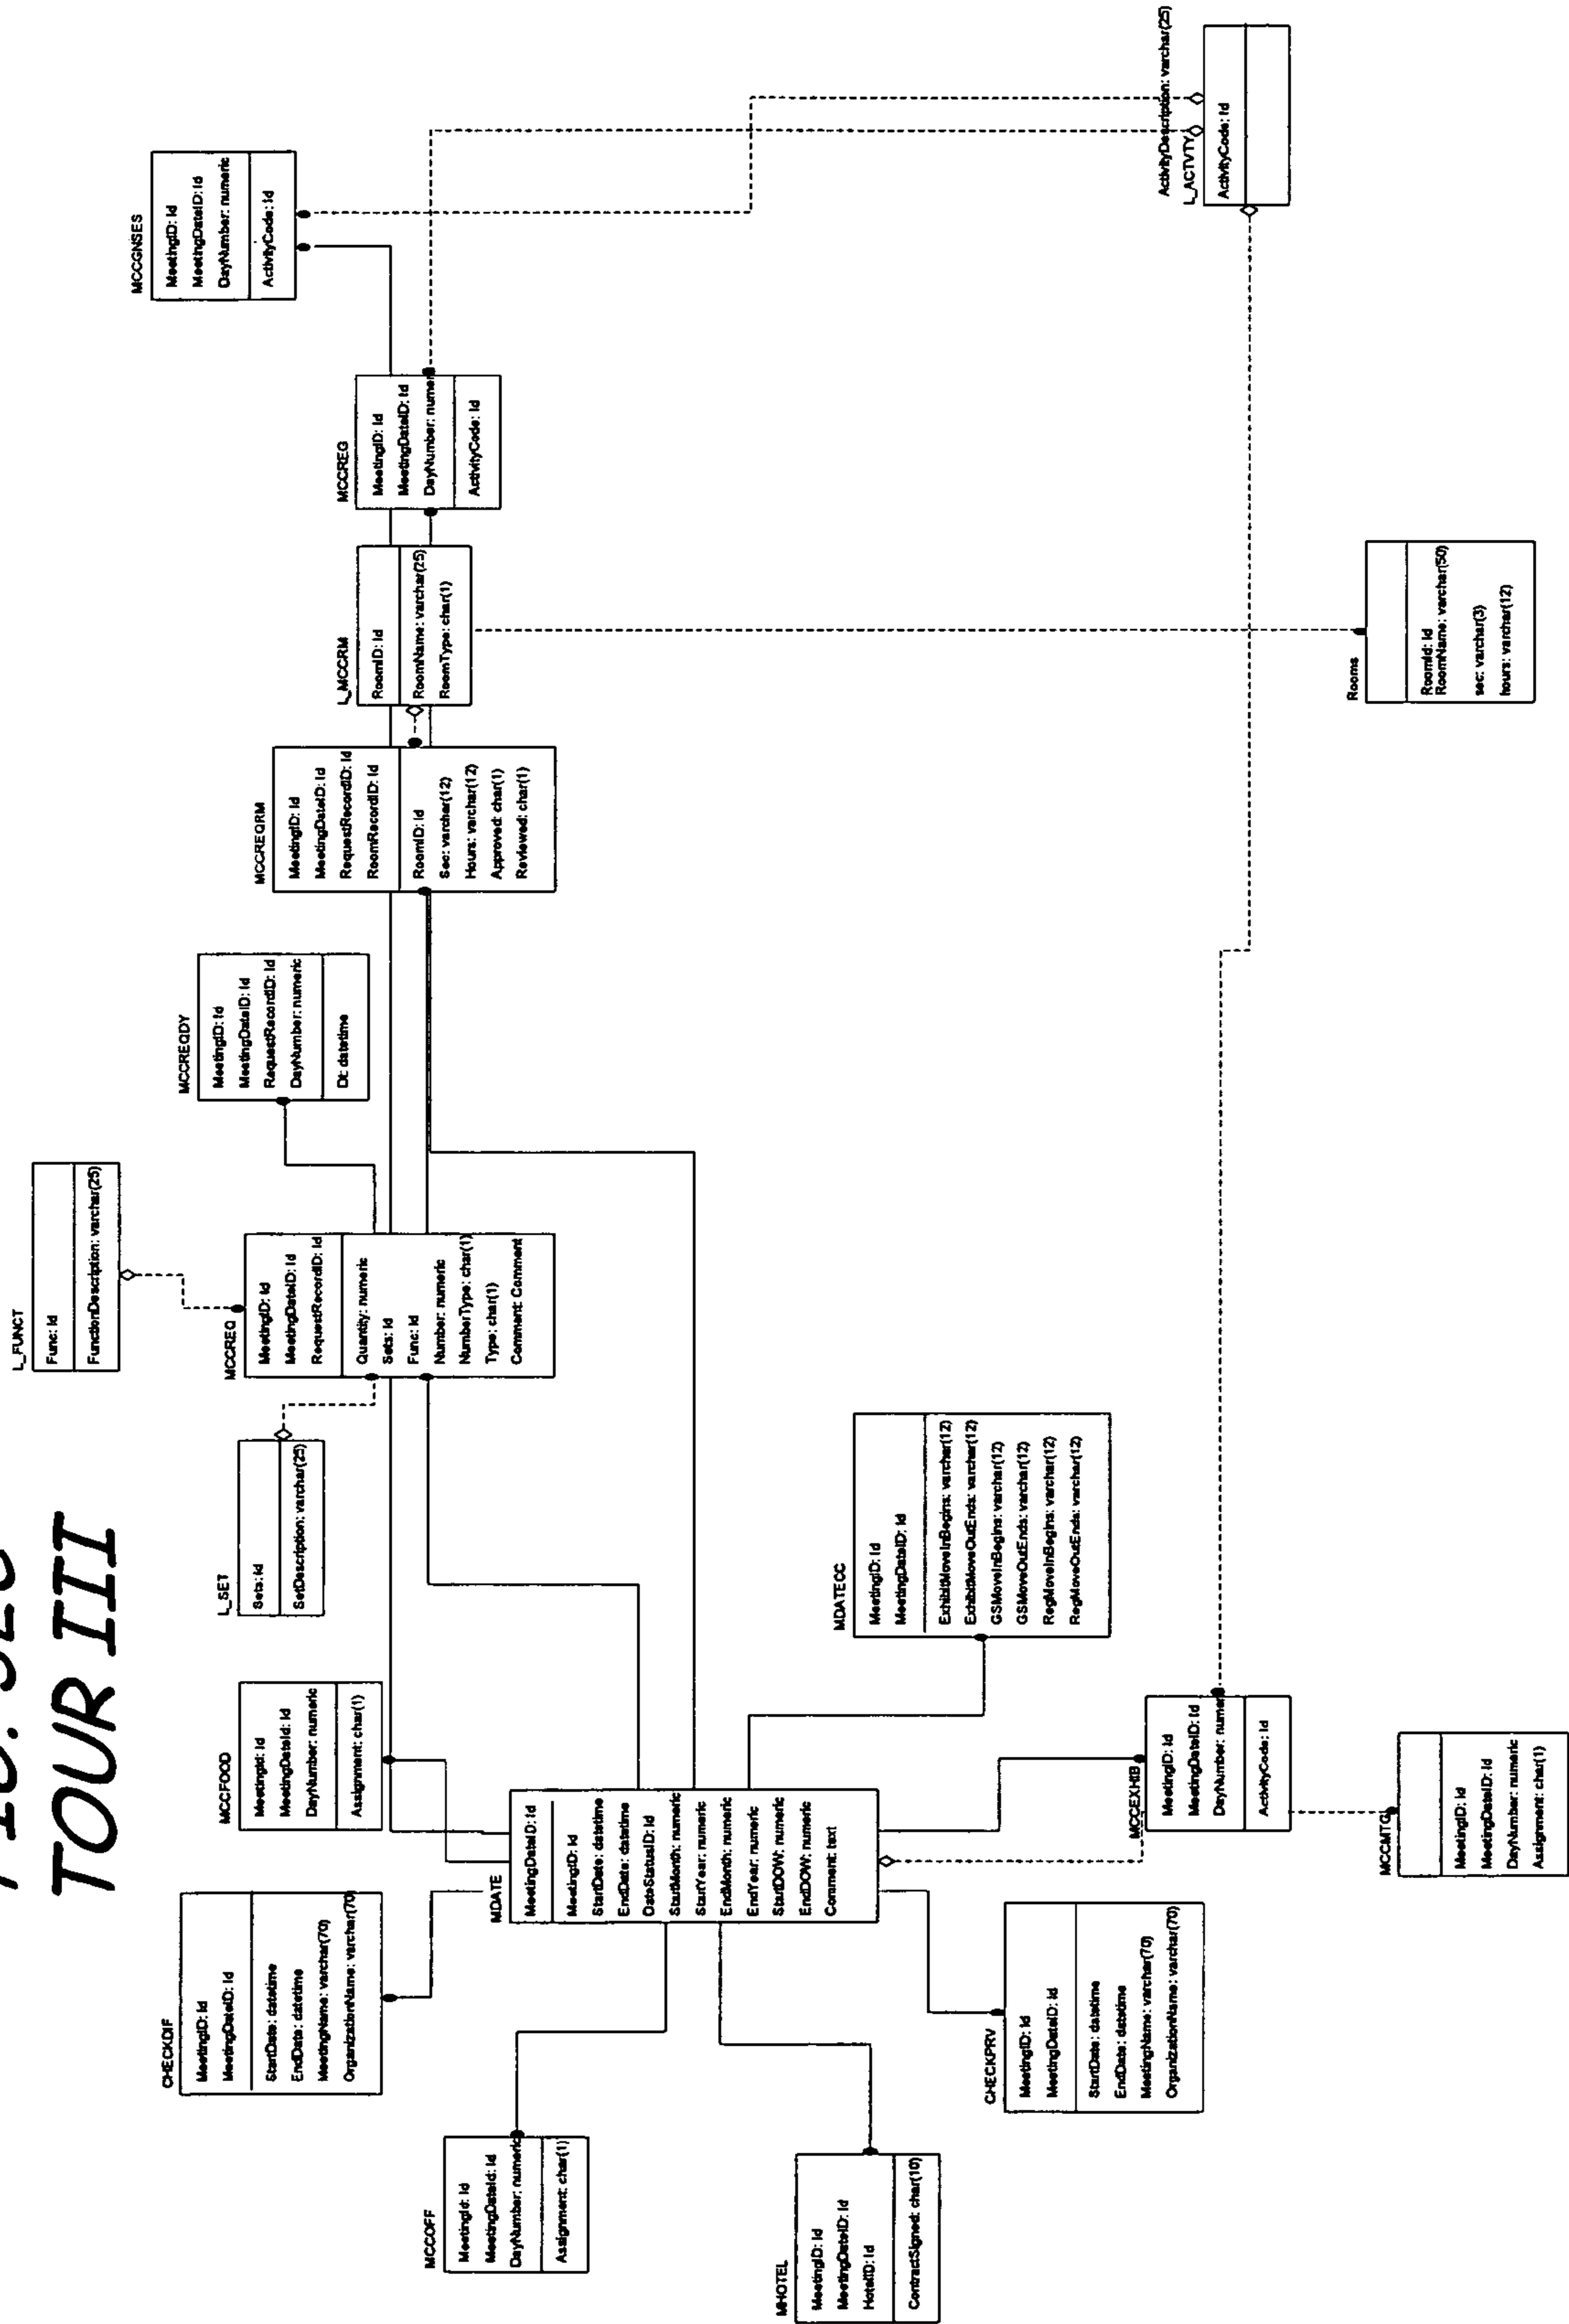 TOUR III
L_FUNCT
Func: Id
FunctionDescription: varchar(25)
MCCGNSES
MeetingID: Id
MeetingDateID: Id
DayNumber: numeric
ActivityCode: Id
CHECKDIF
MeetingID: Id
MeetingDateID: Id
StartDate: datetime
EndDate: datetime
MeetingName: varchar(70)
OrganizationName: varchar(70)
MCCFOOD
MeetingId: Id
MeetingDateId: Id
DayNumber: numeric
Assignment: char(1)
L_SET
Sets: Id
SetDescription: varchar(25)
MCCREQ
MeetingID: Id
MeetingDateID: Id
RequestRecordID: Id
Quantity: numeric
Sets: Id
Func: Id
Number: numeric
NumberType: char(1)
Type: char(1)
Comment: Comment
MCCREQDY
MeetingID: Id
MeetingDateID: Id
RequestRecordID: Id
DayNumber: numeric
Dt: datetime
MCCREQRM
MeetingID: Id
MeetingDateID: Id
RequestRecordID: Id
RoomRecordID: Id
RoomID: Id
Sec: varchar(12)
Hours: varchar(12)
Approved: char(1)
Reviewed: char(1)
L_MCCRM
RoomID: Id
RoomName: varchar(25)
RoomType: char(1)
MCCREG
MeetingID: Id
MeetingDateID: Id
DayNumber: numeri
ActivityCode: Id
MCCOFF
MeetingId: Id
MeetingDateId: Id
DayNumber: numeric
Assignment: char(1)
MDATE
MeetingDateID: Id
MeetingID: Id
StartDate: datetime
EndDate: datetime
DateStatusID: Id
StartMonth: numeric
StartYear: numeric
EndMonth: numeric
EndYear: numeric
StartDOW: numeric
EndDOW: numeric
Comment: text
MHOTEL
MeetingID: Id
MeetingDateID: Id
HotelID: Id
ContractSigned: char(10)
MDATECC
MeetingID: Id
MeetingDateID: Id
ExhibitMoveInBegins: varchar(12)
ExhibitMoveOutEnds: varchar(12)
GSMoveInBegins: varchar(12)
GSMoveOutEnds: varchar(12)
RegMoveInBegins: varchar(12)
RegMoveOutEnds: varchar(12)
CHECKPRV
MeetingID: Id
MeetingDateID: Id
StartDate: datetime
EndDate: datetime
MeetingName: varchar(70)
OrganizationName: varchar(70)
MCCEXHIB
MeetingID: Id
MeetingDateID: Id
DayNumber: numeri
ActivityCode: Id
ActivityDescription: varchar(25)
L_ACTVTY
ActivityCode: Id
MCCMTG
MeetingID: Id
MeetingDateID: Id
DayNumber: numeric
Assignment: char(1)
Rooms
RoomId: Id
RoomName: varchar(50)
sec: varchar(3)
hours: varchar(12)